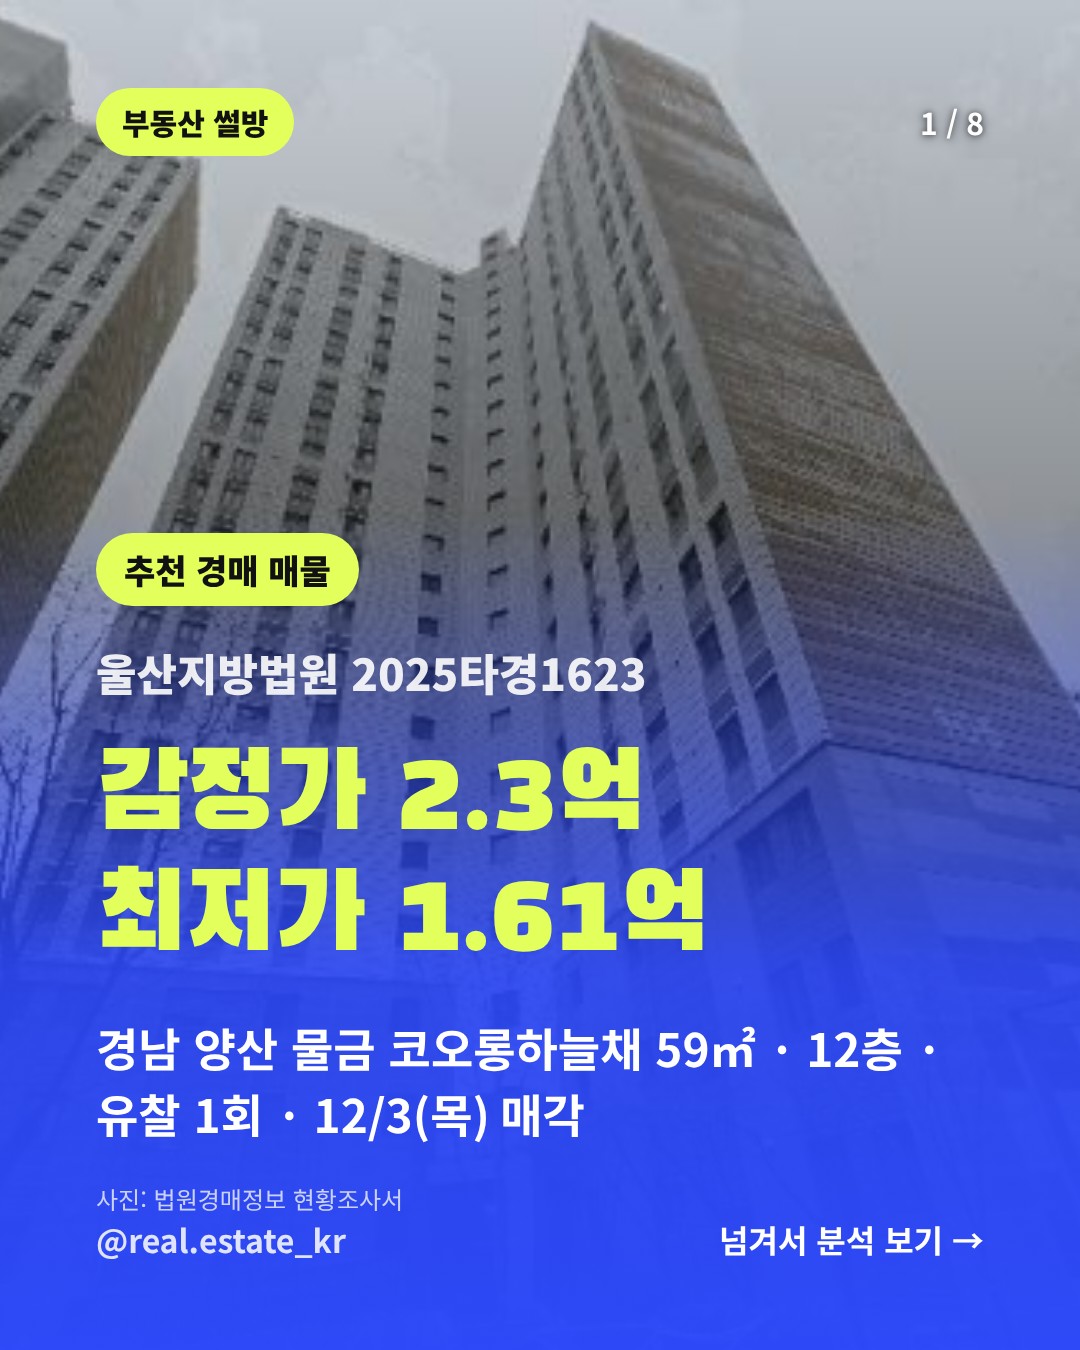 부동산 썰방
1 / 8
추천 경매 매물
울산지방법원 2025타경1623
감정가 2.3억
최저가 1.61억
경남 양산 물금 코오롱하늘채 59㎡ · 12층 ·
유찰 1회 · 12/3(목) 매각
사진: 법원경매정보 현황조사서
@real.estate_kr
넘겨서 분석 보기 →